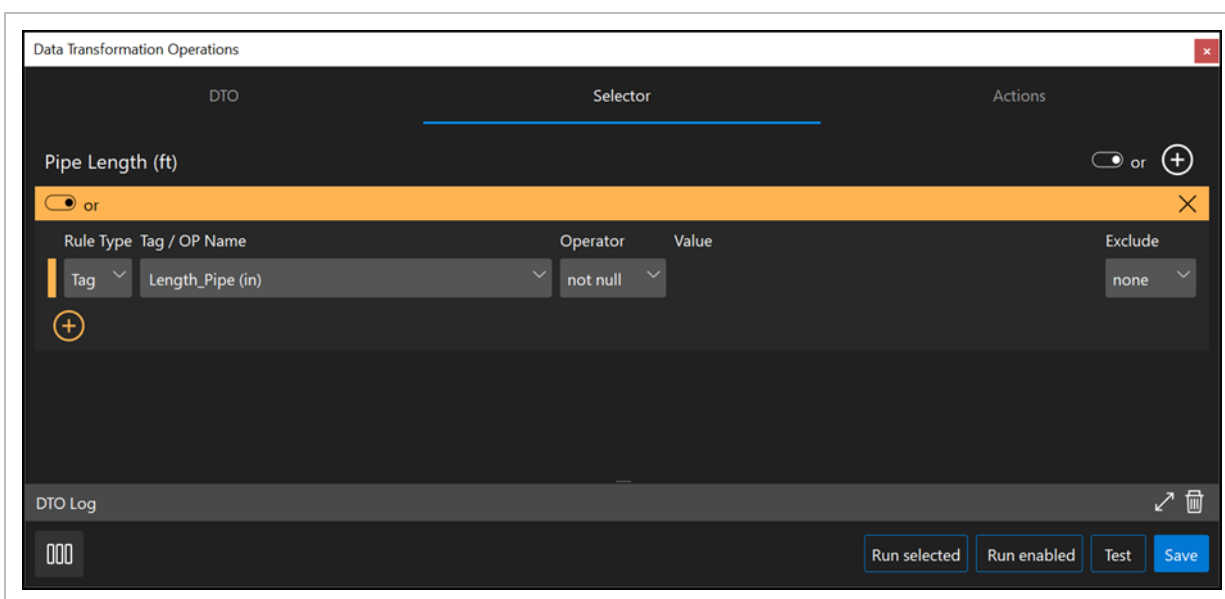 Data Transformation Operations
DTO Selector Actions
Pipe Length (ft) or
or
Rule Type Tag / OP Name Operator Value Exclude
Tag Length_Pipe (in) not null none
DTO Log
Run selected Run enabled Test Save